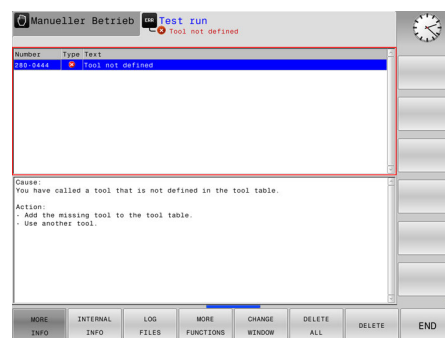 Manueller Betrieb
ERR Test run
Tool not defined
Number Type Text
280-0444 Tool not defined
Cause:
You have called a tool that is not defined in the tool table.
Action:
- Add the missing tool to the tool table.
- Use another tool.
MORE INFO
INTERNAL INFO
LOG FILES
MORE FUNCTIONS
CHANGE WINDOW
DELETE ALL
DELETE
END